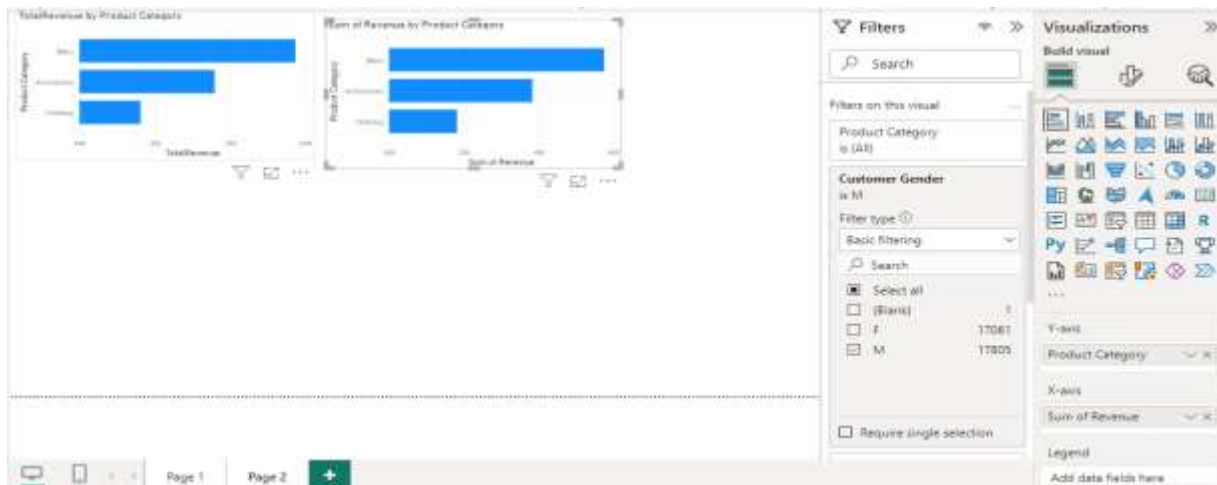 TotalRevenue by Product Category
Product Category
TotalRevenue
Sum of Revenue by Product Category
Product Category
Sum of Revenue
Filters
Search
Filters on this visual
Product Category
is (All)
Customer Gender
is M
Filter type
Basic filtering
Search
Select all
(Blank) 1
F 17081
M 17805
Require single selection
Visualizations
Build visual
R
Py
Y-axis
Product Category
X-axis
Sum of Revenue
Legend
Add data fields here
Page 1
Page 2